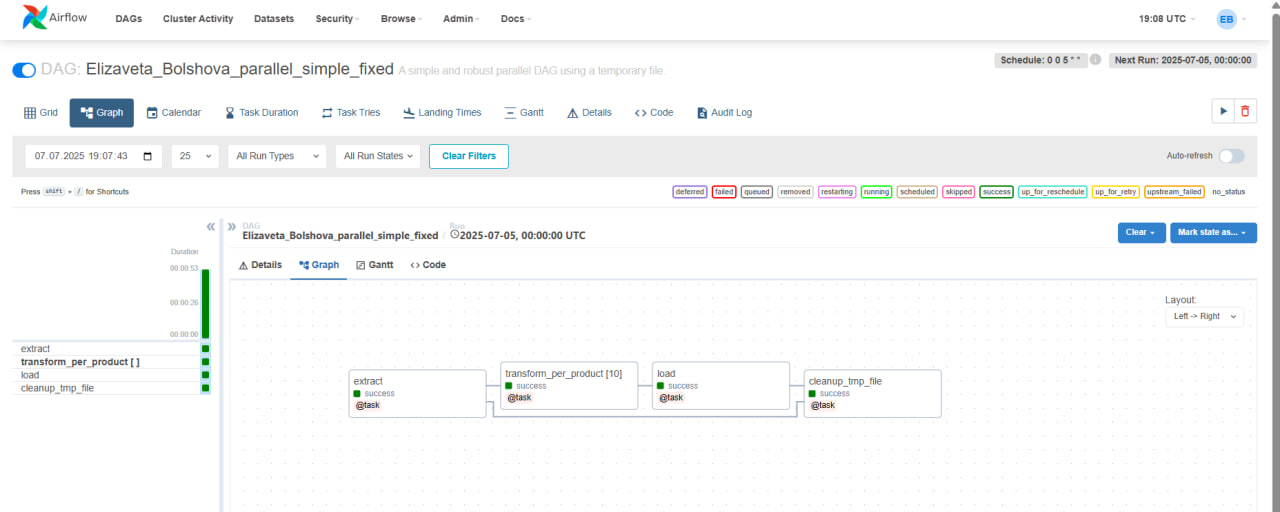 Airflow DAGs Cluster Activity Datasets Security Browse Admin Docs 19:08 UTC EB
DAG: Elizaveta_Bolshova_parallel_simple_fixed A simple and robust parallel DAG using a temporary file.
Schedule: 0 0 5 * * Next Run: 2025-07-05, 00:00:00
Grid Graph Calendar Task Duration Task Tries Landing Times Gantt Details Code Audit Log
07.07.2025 19:07:43 25 All Run Types All Run States Clear Filters Auto-refresh
Press shift + / for Shortcuts
deferred failed queued removed restarting running scheduled skipped success up_for_reschedule up_for_retry upstream_failed no_status
DAG Run
Elizaveta_Bolshova_parallel_simple_fixed / 2025-07-05, 00:00:00 UTC
Clear Mark state as...
Details Graph Gantt Code
Duration
00:00:53
00:00:26
00:00:00
extract
transform_per_product [ ]
load
cleanup_tmp_file
Layout:
Left -> Right
extract
success
@task
transform_per_product [10]
success
@task
load
success
@task
cleanup_tmp_file
success
@task